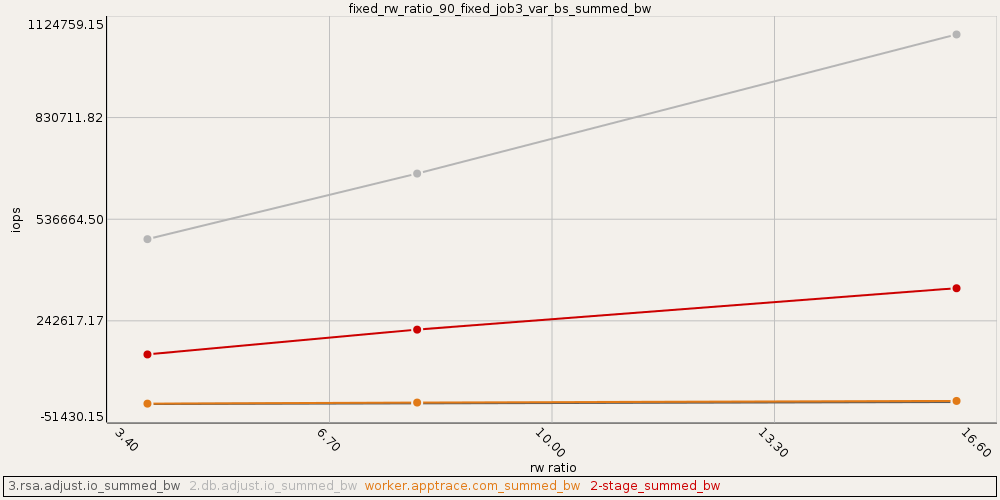 fixed_rw_ratio_90_fixed_job3_var_bs_summed_bw
1124759.15
830711.82
536664.50
242617.17
-51430.15
iops
3.40
6.70
10.00
13.30
16.60
rw ratio
3.rsa.adjust.io_summed_bw 2.db.adjust.io_summed_bw worker.apptrace.com_summed_bw 2-stage_summed_bw